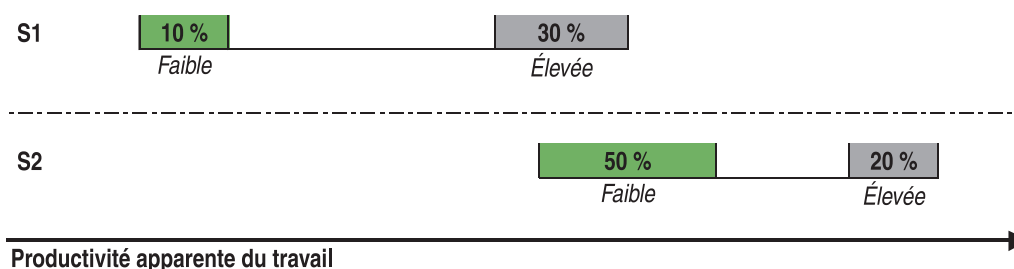 S1 10 % 30 %
Faible Élevée
S2 50 % 20 %
Faible Élevée
Productivité apparente du travail